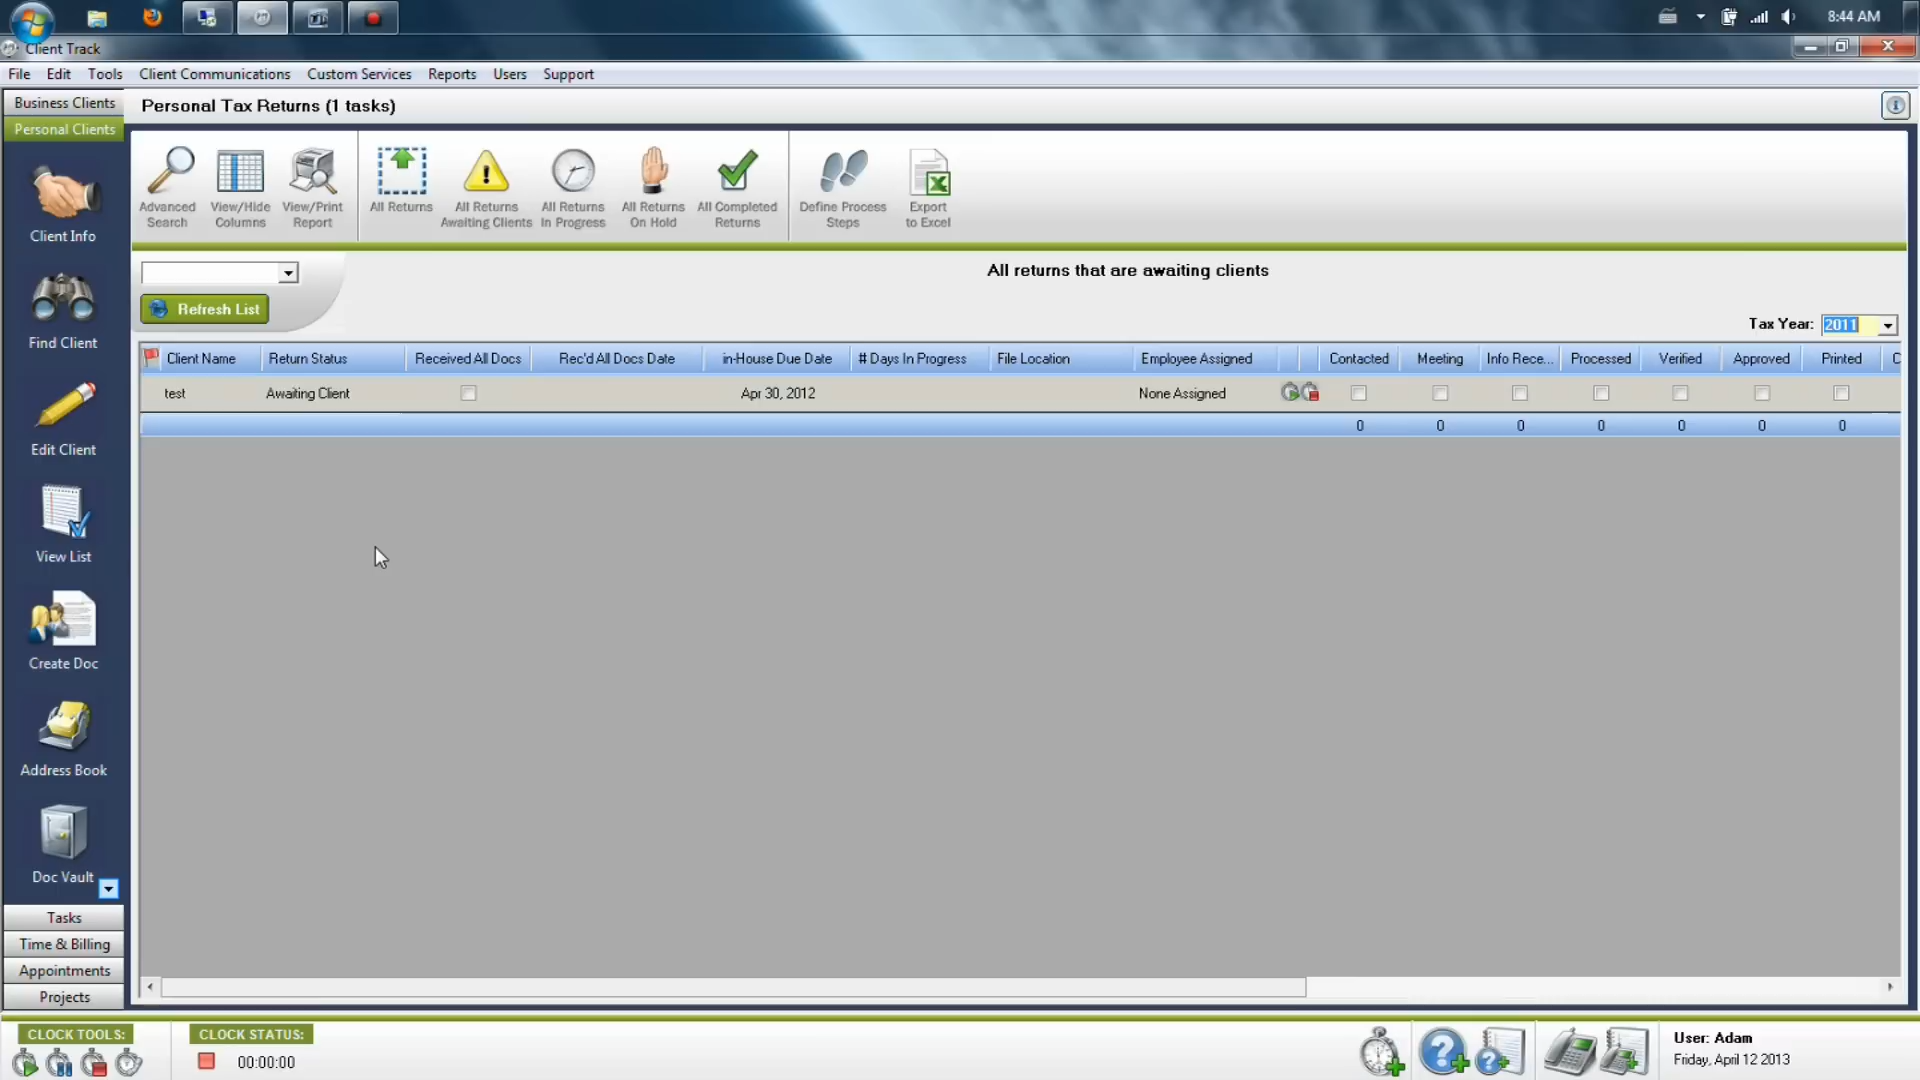 8:44 AM
Client Track
File Edit Tools Client Communications Custom Services Reports Users Support
Business Clients
Personal Clients
Personal Tax Returns (1 tasks)
Advanced Search
View/Hide Columns
View/Print Report
All Returns
All Returns Awaiting Clients
All Returns In Progress
All Returns On Hold
All Completed Returns
Define Process Steps
Export to Excel
Client Info
Find Client
Edit Client
View List
Create Doc
Address Book
Doc Vault
Tasks
Time & Billing
Appointments
Projects
All returns that are awaiting clients
Refresh List
Tax Year: 2011
Client Name Return Status Received All Docs Rec'd All Docs Date in-House Due Date # Days In Progress File Location Employee Assigned Contacted Meeting Info Rece... Processed Verified Approved Printed C
test Awaiting Client Apr 30, 2012 None Assigned
0 0 0 0 0 0 0
CLOCK TOOLS:
CLOCK STATUS:
00:00:00
User: Adam
Friday, April 12 2013